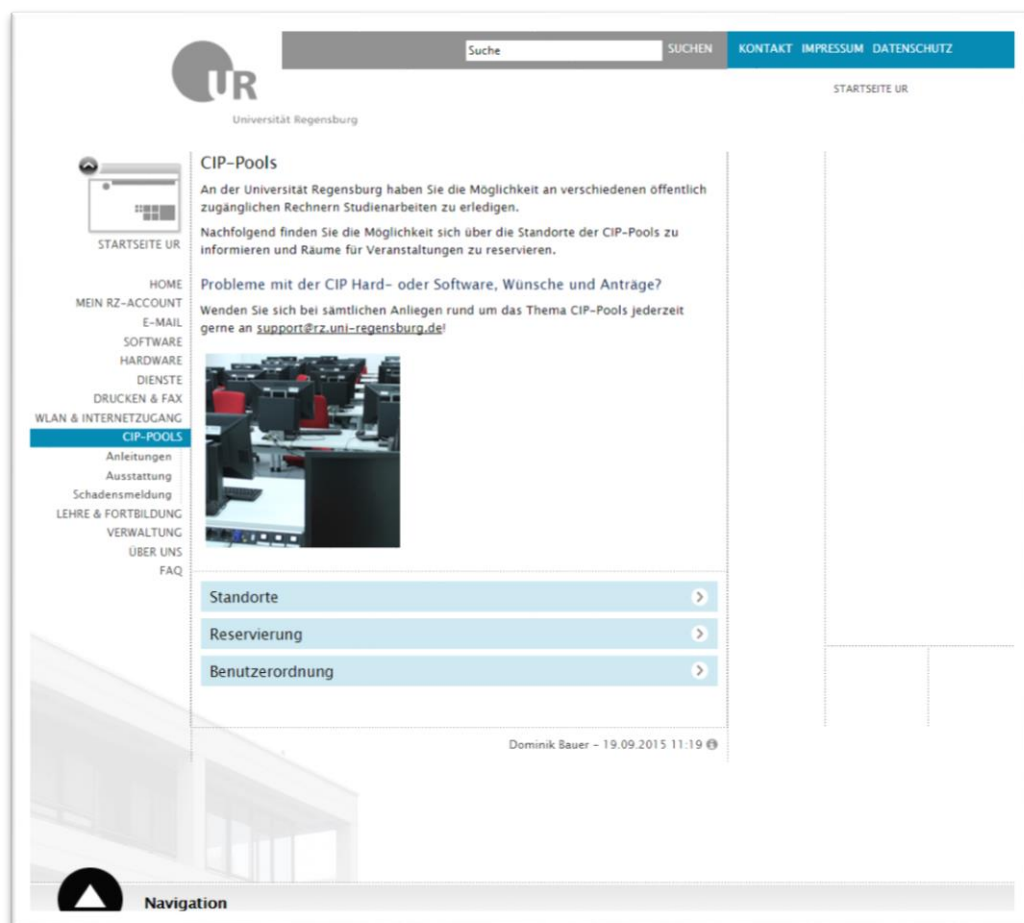 Suche
SUCHEN
KONTAKT IMPRESSUM DATENSCHUTZ
UR
Universität Regensburg
STARTSEITE UR
STARTSEITE UR
HOME
MEIN RZ-ACCOUNT
E-MAIL
SOFTWARE
HARDWARE
DIENSTE
DRUCKEN & FAX
WLAN & INTERNETZUGANG
CIP-POOLS
Anleitungen
Ausstattung
Schadensmeldung
LEHRE & FORTBILDUNG
VERWALTUNG
ÜBER UNS
FAQ
CIP-Pools
An der Universität Regensburg haben Sie die Möglichkeit an verschiedenen öffentlich
zugänglichen Rechnern Studienarbeiten zu erledigen.
Nachfolgend finden Sie die Möglichkeit sich über die Standorte der CIP-Pools zu
informieren und Räume für Veranstaltungen zu reservieren.
Probleme mit der CIP Hard- oder Software, Wünsche und Anträge?
Wenden Sie sich bei sämtlichen Anliegen rund um das Thema CIP-Pools jederzeit
gerne an support@rz.uni-regensburg.de!
Standorte
Reservierung
Benutzerordnung
Dominik Bauer - 19.09.2015 11:19
Navigation